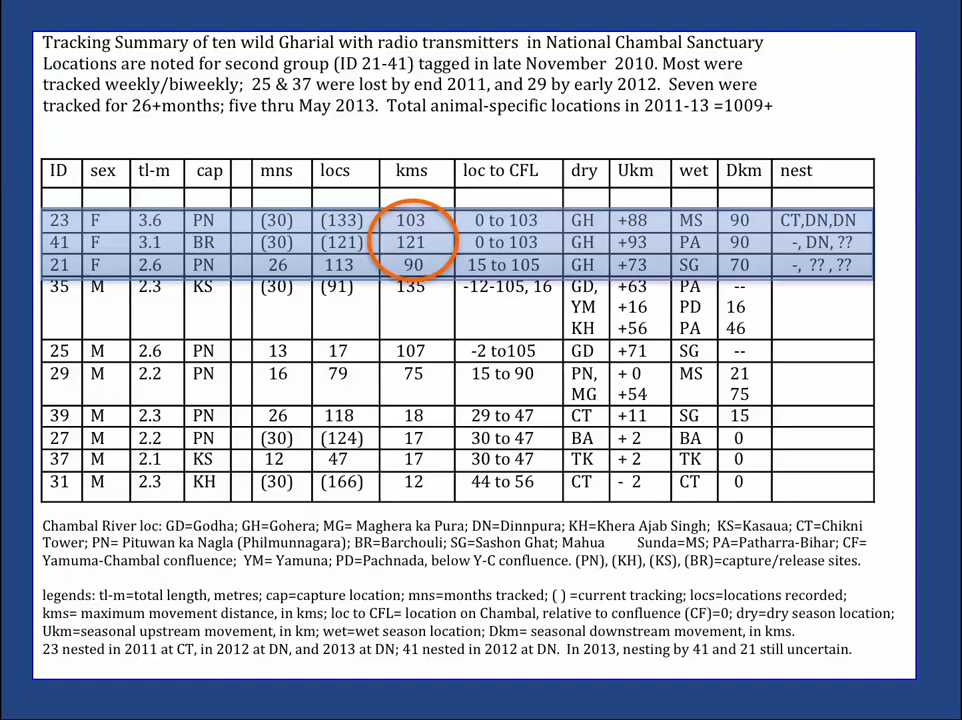 Tracking Summary of ten wild Gharial with radio transmitters in National Chambal Sanctuary
Locations are noted for second group (ID 21-41) tagged in late November 2010. Most were
tracked weekly/biweekly; 25 & 37 were lost by end 2011, and 29 by early 2012. Seven were
tracked for 26+months; five thru May 2013. Total animal-specific locations in 2011-13 =1009+
ID sex tl-m cap mns locs kms loc to CFL dry Ukm wet Dkm nest
23 F 3.6 PN (30) (133) 103 0 to 103 GH +88 MS 90 CT,DN,DN
41 F 3.1 BR (30) (121) 121 0 to 103 GH +93 PA 90 -, DN, ??
21 F 2.6 PN 26 113 90 15 to 105 GH +73 SG 70 -, ?? , ??
35 M 2.3 KS (30) (91) 135 -12-105, 16 GD, +63 PA --
YM +16 PD 16
KH +56 PA 46
25 M 2.6 PN 13 17 107 -2 to105 GD +71 SG --
29 M 2.2 PN 16 79 75 15 to 90 PN, + 0 MS 21
MG +54 75
39 M 2.3 PN 26 118 18 29 to 47 CT +11 SG 15
27 M 2.2 PN (30) (124) 17 30 to 47 BA + 2 BA 0
37 M 2.1 KS 12 47 17 30 to 47 TK + 2 TK 0
31 M 2.3 KH (30) (166) 12 44 to 56 CT - 2 CT 0
Chambal River loc: GD=Godha; GH=Gohera; MG= Maghera ka Pura; DN=Dinnpura; KH=Khera Ajab Singh; KS=Kasaua; CT=Chikni
Tower; PN= Pituwan ka Nagla (Philmunnagara); BR=Barchouli; SG=Sashon Ghat; Mahua Sunda=MS; PA=Patharra-Bihar; CF=
Yamuma-Chambal confluence; YM= Yamuna; PD=Pachnada, below Y-C confluence. (PN), (KH), (KS), (BR)=capture/release sites.
legends: tl-m=total length, metres; cap=capture location; mns=months tracked; ( ) =current tracking; locs=locations recorded;
kms= maximum movement distance, in kms; loc to CFL= location on Chambal, relative to confluence (CF)=0; dry=dry season location;
Ukm=seasonal upstream movement, in km; wet=wet season location; Dkm= seasonal downstream movement, in kms.
23 nested in 2011 at CT, in 2012 at DN, and 2013 at DN; 41 nested in 2012 at DN. In 2013, nesting by 41 and 21 still uncertain.